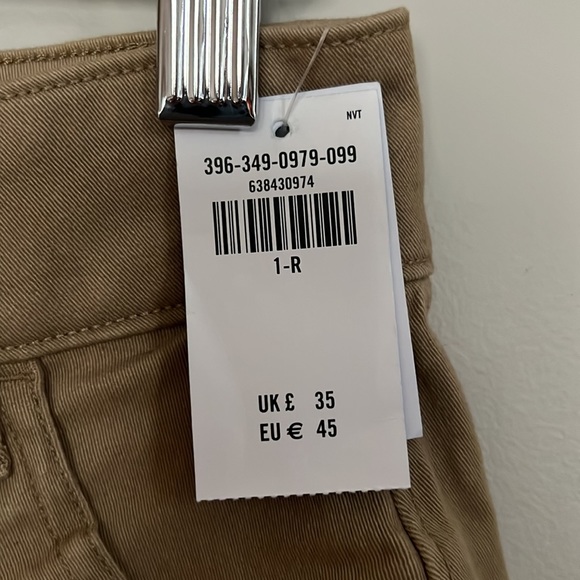 NVT
396-349-0979-099
638430974
1-R
UK £ 35
EU € 45